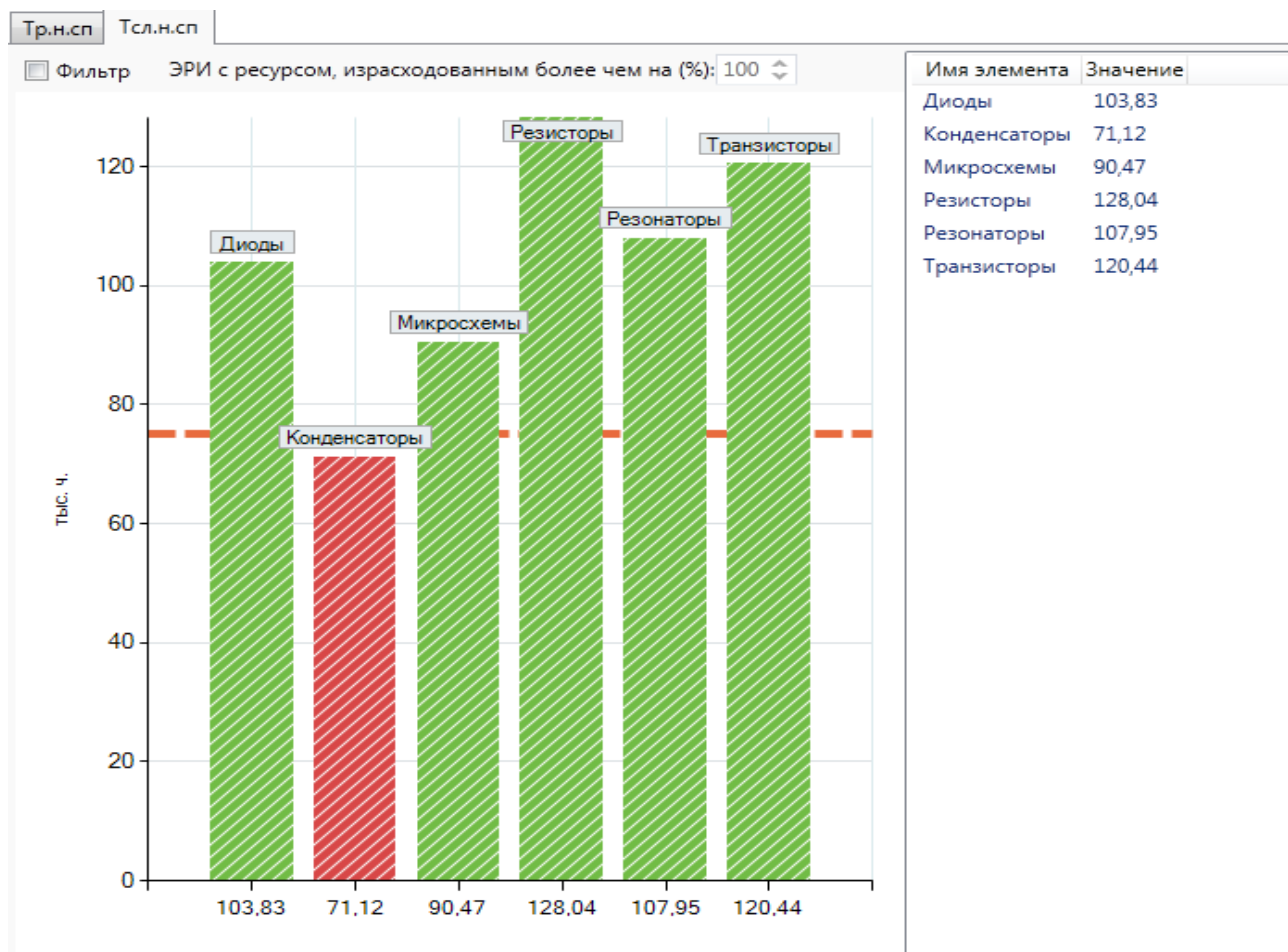 Тр.н.сп Тсл.н.сп
Фильтр ЭРИ с ресурсом, израсходованным более чем на (%): 100
Имя элемента Значение
Диоды 103,83
Конденсаторы 71,12
Микросхемы 90,47
Резисторы 128,04
Резонаторы 107,95
Транзисторы 120,44
Резисторы
Транзисторы
120
Резонаторы
Диоды
100
Микросхемы
80
Конденсаторы
тыс. ч.
60
40
20
0
103,83 71,12 90,47 128,04 107,95 120,44